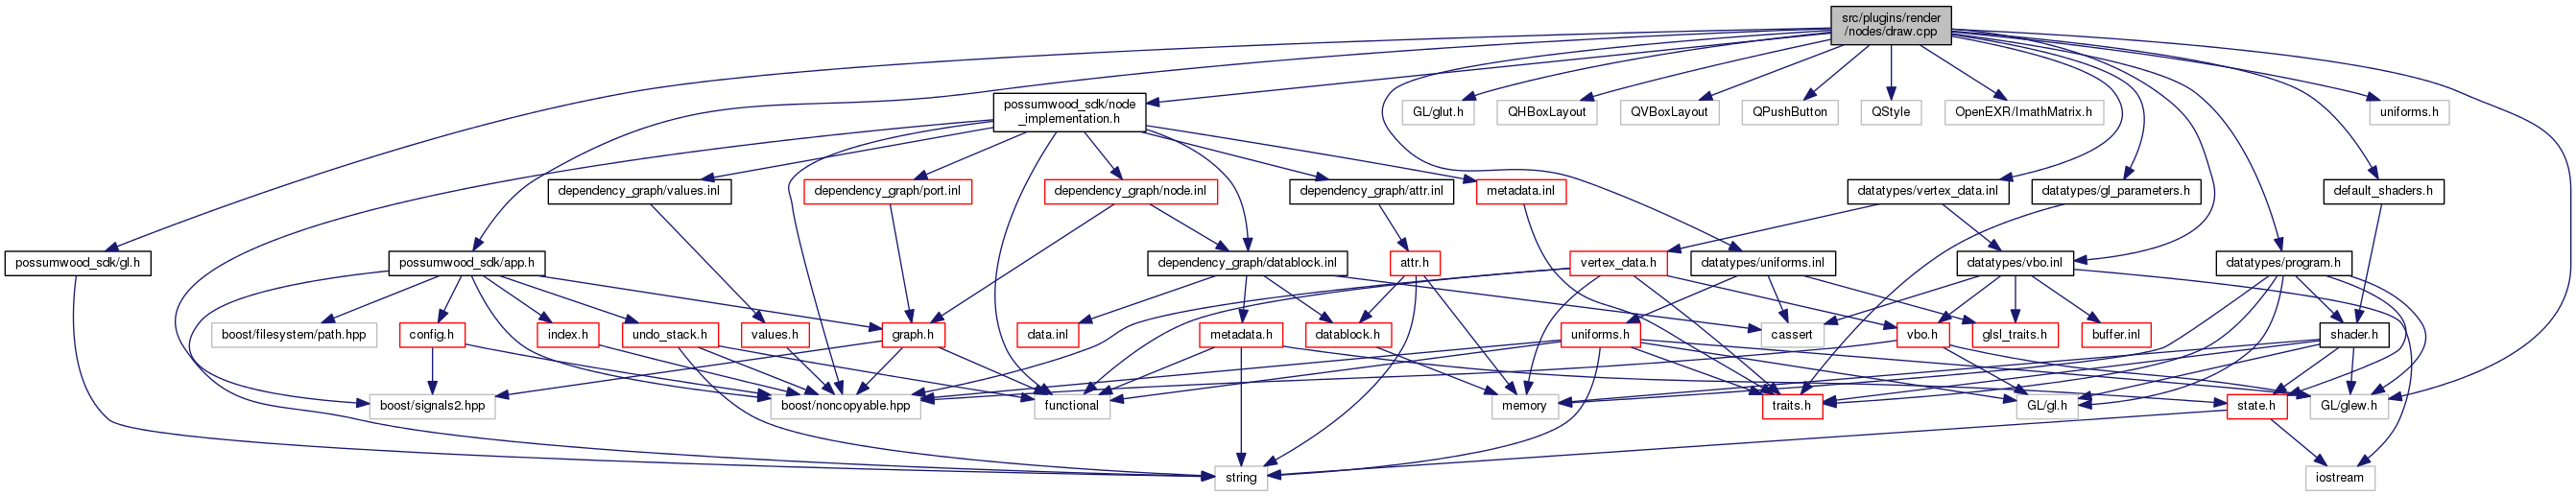 src/plugins/render
/nodes/draw.cpp
possumwood_sdk/node
_implementation.h
GL/glut.h
QHBoxLayout
QVBoxLayout
QPushButton
QStyle
OpenEXR/ImathMatrix.h
uniforms.h
dependency_graph/values.inl
dependency_graph/port.inl
dependency_graph/node.inl
dependency_graph/attr.inl
metadata.inl
datatypes/vertex_data.inl
datatypes/gl_parameters.h
default_shaders.h
possumwood_sdk/gl.h
possumwood_sdk/app.h
dependency_graph/datablock.inl
attr.h
vertex_data.h
datatypes/uniforms.inl
datatypes/vbo.inl
datatypes/program.h
boost/filesystem/path.hpp
config.h
index.h
undo_stack.h
values.h
graph.h
data.inl
metadata.h
datablock.h
cassert
uniforms.h
vbo.h
glsl_traits.h
buffer.inl
shader.h
boost/signals2.hpp
boost/noncopyable.hpp
functional
memory
traits.h
GL/gl.h
state.h
GL/glew.h
string
iostream